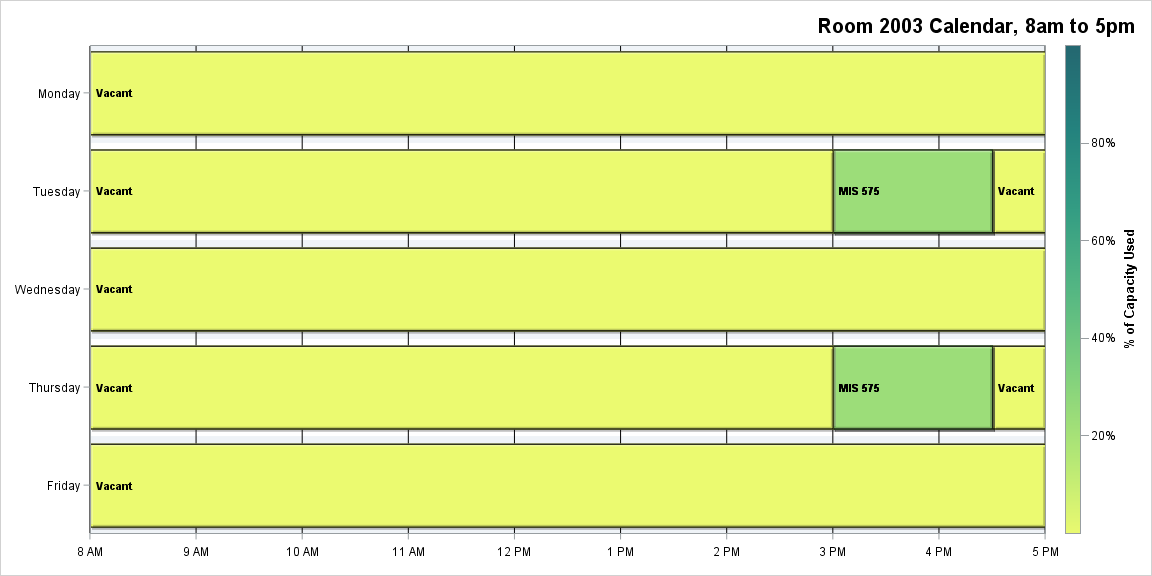 Room 2003 Calendar, 8am to 5pm
Monday
Vacant
Tuesday
Vacant
MIS 575
Vacant
Wednesday
Vacant
Thursday
Vacant
MIS 575
Vacant
Friday
Vacant
8 AM
9 AM
10 AM
11 AM
12 PM
1 PM
2 PM
3 PM
4 PM
5 PM
80%
60%
40%
20%
% of Capacity Used